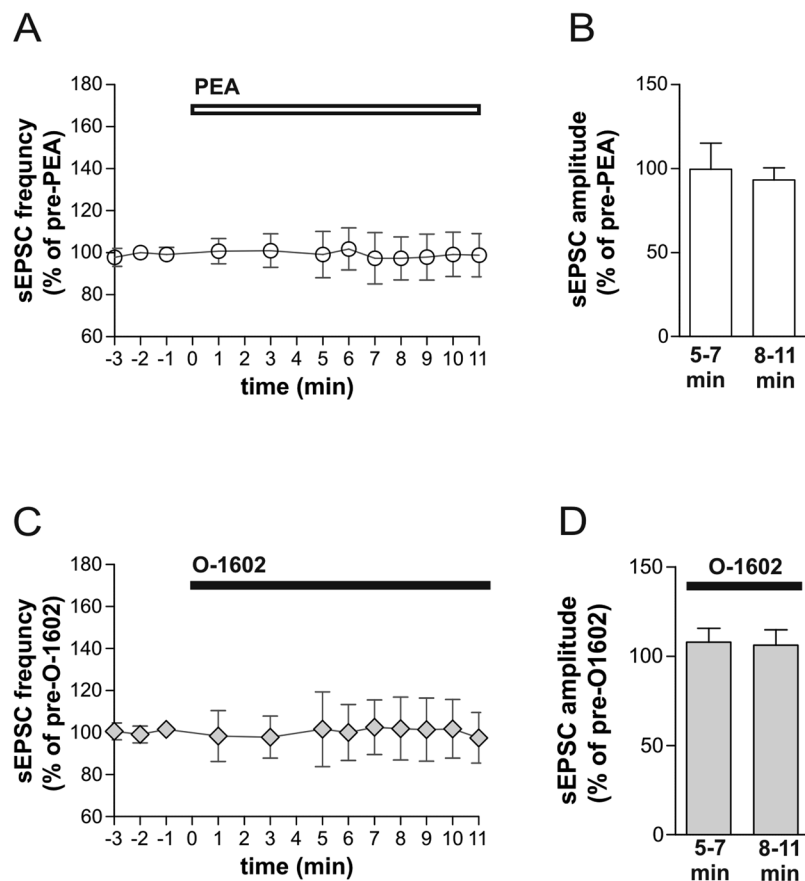 A
PEA
sEPSC frequncy
(% of pre-PEA)
180
160
140
120
100
80
60
-3 -2 -1 0 1 2 3 4 5 6 7 8 9 10 11
time (min)
B
sEPSC amplitude
(% of pre-PEA)
150
100
50
0
5-7 8-11
min min
C
O-1602
sEPSC frequncy
(% of pre-O-1602)
180
160
140
120
100
80
60
-3 -2 -1 0 1 2 3 4 5 6 7 8 9 10 11
time (min)
D
O-1602
sEPSC amplitude
(% of pre-O1602)
150
100
50
0
5-7 8-11
min min